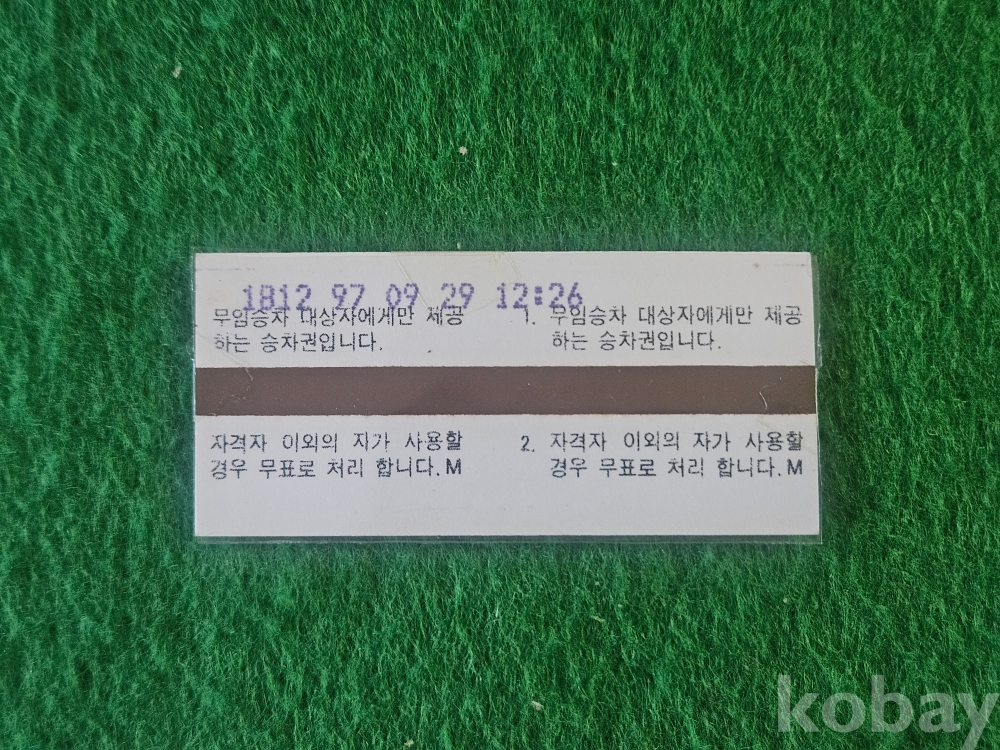 1812 97 09 29 12:26
무임승차 대상자에게만 제공
하는 승차권입니다.
1. 무임승차 대상자에게만 제공
하는 승차권입니다.
자격자 이외의 자가 사용할
경우 무표로 처리 합니다.M
2. 자격자 이외의 자가 사용할
경우 무표로 처리 합니다.M
kobay